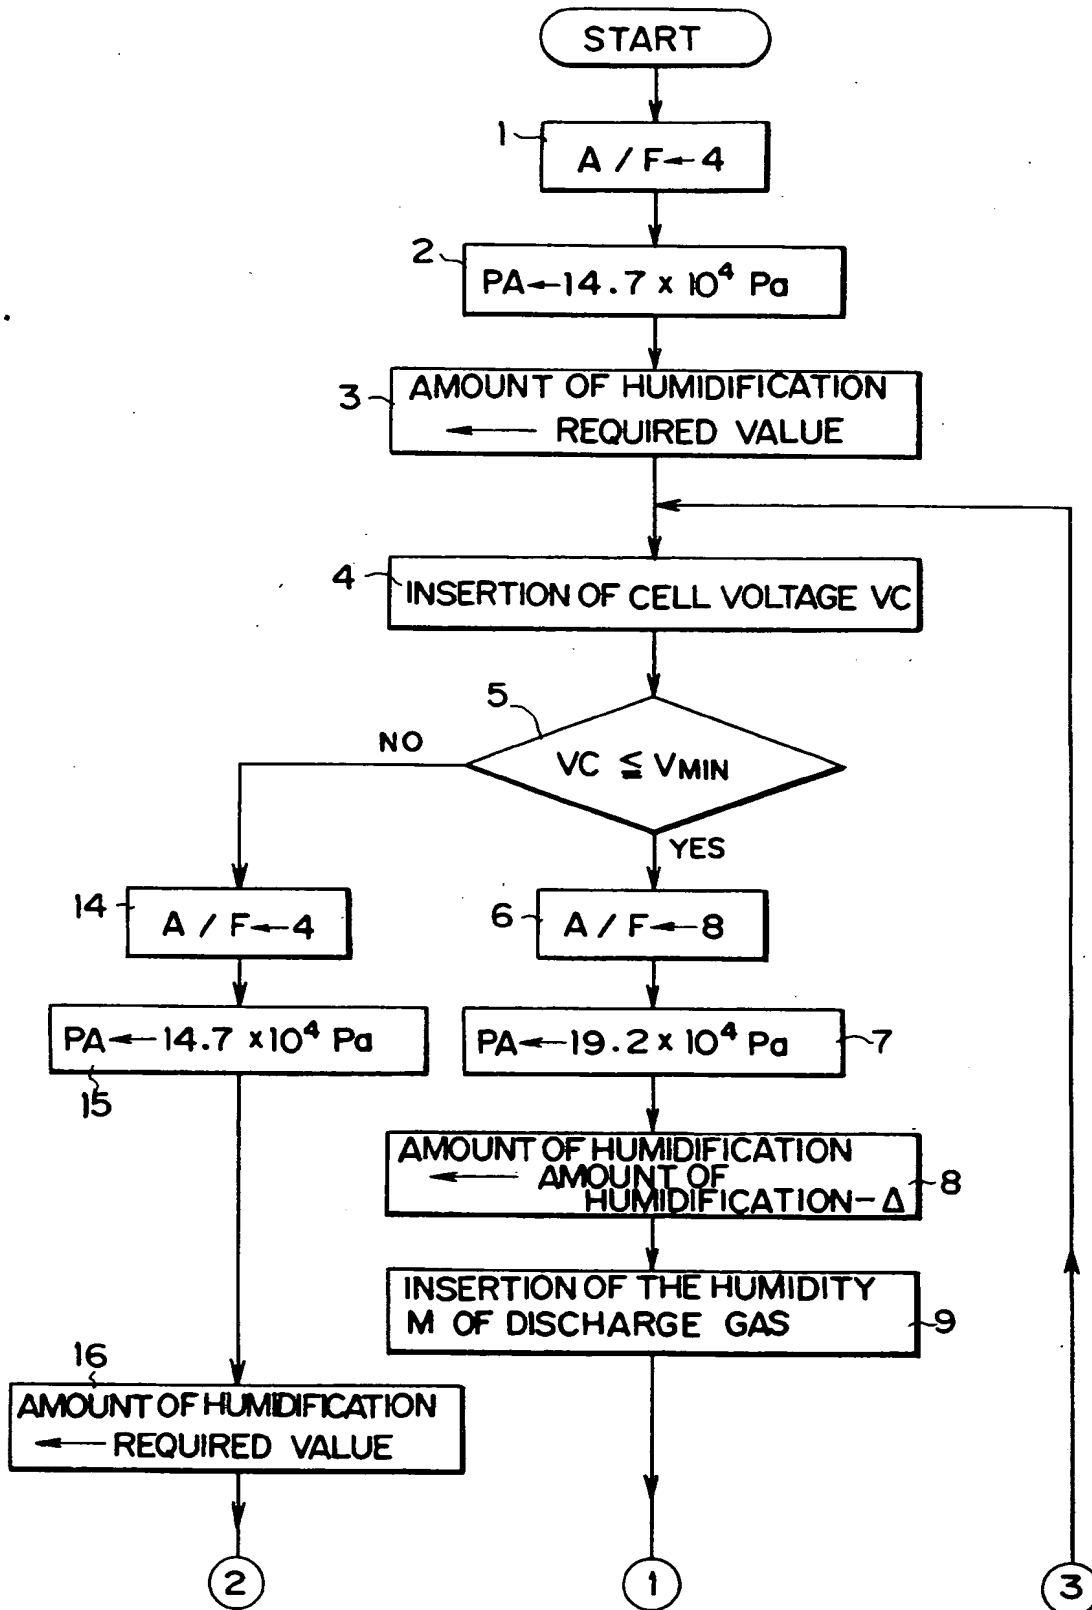 START
1
A / F←4
2
PA←14.7 x 10⁴ Pa
3
AMOUNT OF HUMIDIFICATION
← REQUIRED VALUE
4
INSERTION OF CELL VOLTAGE VC
5
NO
VC ≦ VMIN
YES
14
A / F←4
6
A / F←8
PA←14.7 x10⁴ Pa
15
PA←19.2 x 10⁴ Pa
7
AMOUNT OF HUMIDIFICATION
← AMOUNT OF
HUMIDIFICATION-Δ
8
INSERTION OF THE HUMIDITY
M OF DISCHARGE GAS
9
16
AMOUNT OF HUMIDIFICATION
← REQUIRED VALUE
2
1
3